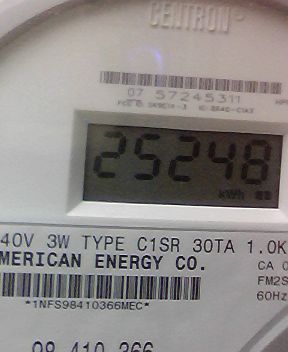 CENTRON®
07 57245311
25248
kWh
40V 3W TYPE C1SR 30TA 1.0K
MERICAN ENERGY CO.
CA 0
FM2S
60Hz
*1NFS98410366MEC*
98 410 366